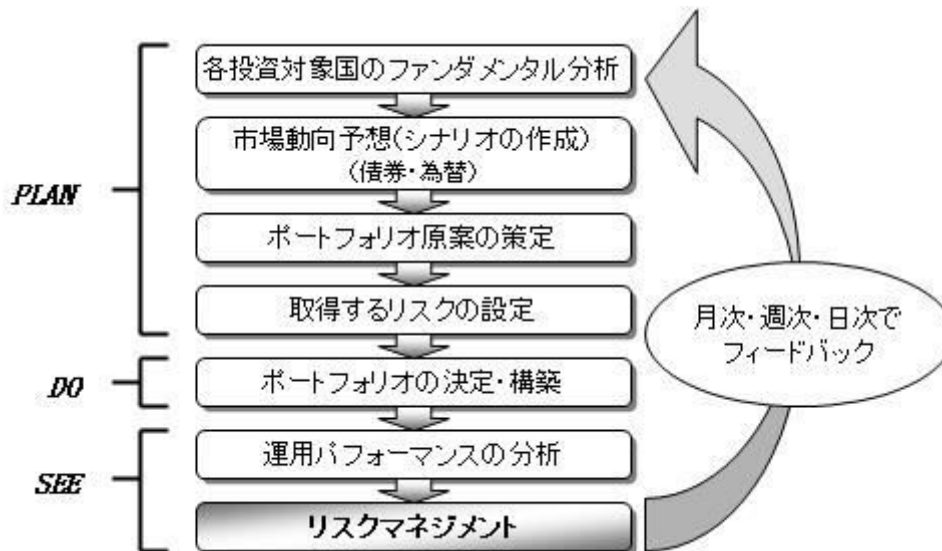 各投資対象国のファンダメンタル分析
市場動向予想(シナリオの作成)
(債券・為替)
PLAN
ポートフォリオ原案の策定
取得するリスクの設定
月次・週次・日次で
フィードバック
DO
ポートフォリオの決定・構築
運用パフォーマンスの分析
SEE
リスクマネジメント